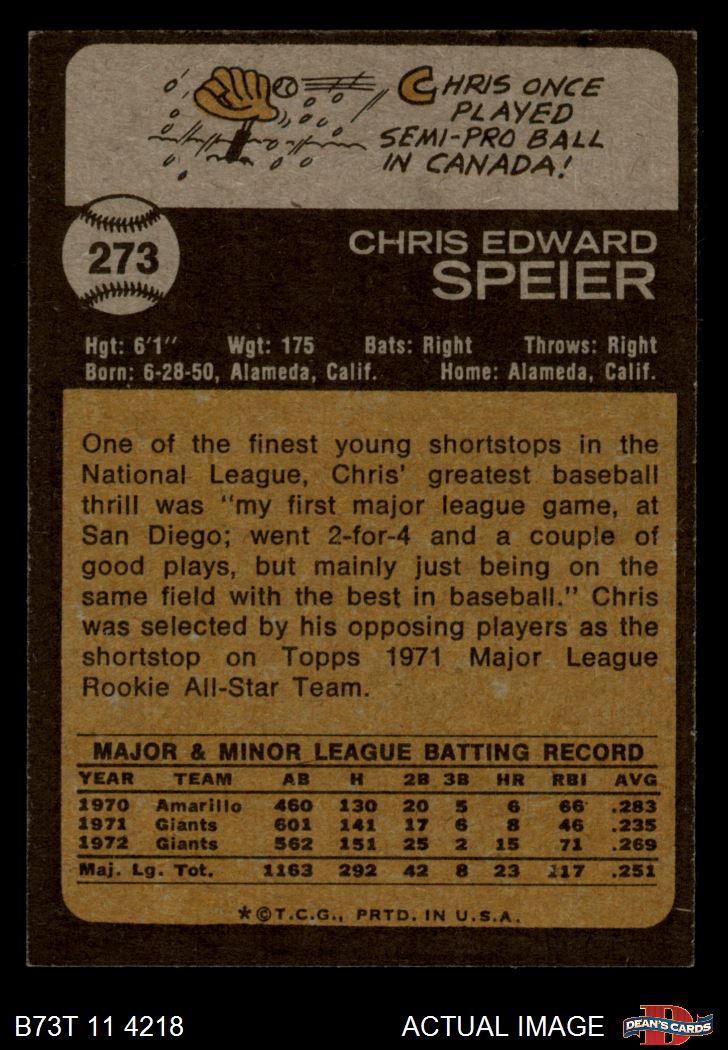 CHRIS ONCE
PLAYED
SEMI-PRO BALL
IN CANADA!
273
CHRIS EDWARD
SPEIER
Hgt: 6'1" Wgt: 175 Bats: Right Throws: Right
Born: 6-28-50, Alameda, Calif. Home: Alameda, Calif.
One of the finest young shortstops in the
National League, Chris' greatest baseball
thrill was "my first major league game, at
San Diego; went 2-for-4 and a couple of
good plays, but mainly just being on the
same field with the best in baseball." Chris
was selected by his opposing players as the
shortstop on Topps 1971 Major League
Rookie All-Star Team.
MAJOR & MINOR LEAGUE BATTING RECORD
YEAR TEAM AB H 2B 3B HR RBI AVG
1970 Amarillo 460 130 20 5 6 66 .283
1971 Giants 601 141 17 6 8 46 .235
1972 Giants 562 151 25 2 15 71 .269
Maj. Lg. Tot. 1163 292 42 8 23 117 .251
*©T.C.G., PRTD. IN U.S.A.
B73T 11 4218 ACTUAL IMAGE
DEAN'S CARDS